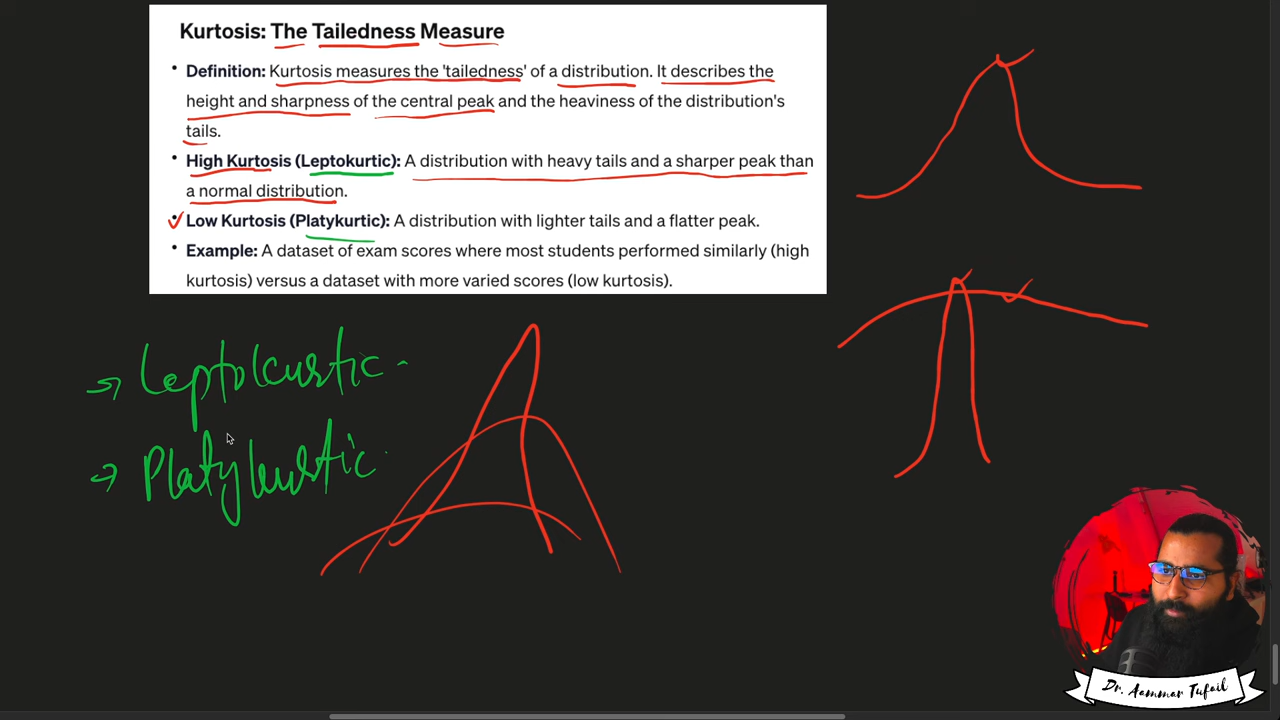 Kurtosis: The Tailedness Measure
• Definition: Kurtosis measures the 'tailedness' of a distribution. It describes the
height and sharpness of the central peak and the heaviness of the distribution's
tails.
• High Kurtosis (Leptokurtic): A distribution with heavy tails and a sharper peak than
a normal distribution.
• Low Kurtosis (Platykurtic): A distribution with lighter tails and a flatter peak.
• Example: A dataset of exam scores where most students performed similarly (high
kurtosis) versus a dataset with more varied scores (low kurtosis).
→ Leptokurtic -
→ Platykurtic
Dr. Aammar Tufail